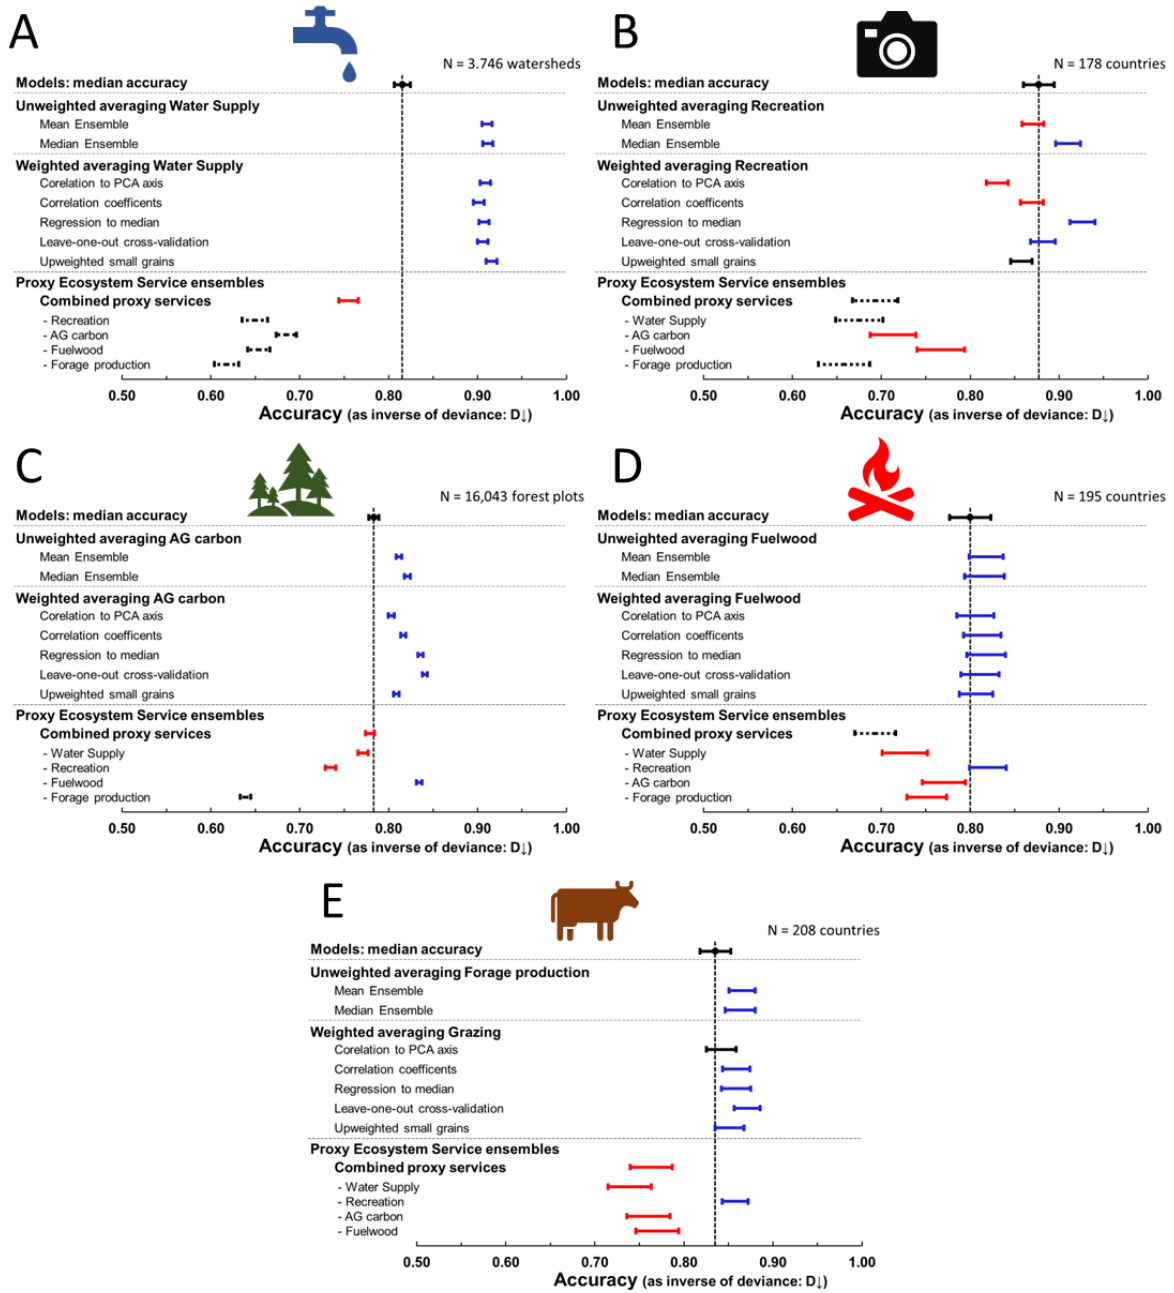 A
N = 3.746 watersheds
Models: median accuracy
Unweighted averaging Water Supply
Mean Ensemble
Median Ensemble
Weighted averaging Water Supply
Corelation to PCA axis
Correlation coefficents
Regression to median
Leave-one-out cross-validation
Upweighted small grains
Proxy Ecosystem Service ensembles
Combined proxy services
- Recreation
- AG carbon
- Fuelwood
- Forage production
0.50 0.60 0.70 0.80 0.90 1.00
Accuracy (as inverse of deviance: D↓)
B
N = 178 countries
Models: median accuracy
Unweighted averaging Recreation
Mean Ensemble
Median Ensemble
Weighted averaging Recreation
Corelation to PCA axis
Correlation coefficents
Regression to median
Leave-one-out cross-validation
Upweighted small grains
Proxy Ecosystem Service ensembles
Combined proxy services
- Water Supply
- AG carbon
- Fuelwood
- Forage production
0.50 0.60 0.70 0.80 0.90 1.00
Accuracy (as inverse of deviance: D↓)
C
N = 16,043 forest plots
Models: median accuracy
Unweighted averaging AG carbon
Mean Ensemble
Median Ensemble
Weighted averaging AG carbon
Corelation to PCA axis
Correlation coefficents
Regression to median
Leave-one-out cross-validation
Upweighted small grains
Proxy Ecosystem Service ensembles
Combined proxy services
- Water Supply
- Recreation
- Fuelwood
- Forage production
0.50 0.60 0.70 0.80 0.90 1.00
Accuracy (as inverse of deviance: D↓)
D
N = 195 countries
Models: median accuracy
Unweighted averaging Fuelwood
Mean Ensemble
Median Ensemble
Weighted averaging Fuelwood
Corelation to PCA axis
Correlation coefficents
Regression to median
Leave-one-out cross-validation
Upweighted small grains
Proxy Ecosystem Service ensembles
Combined proxy services
- Water Supply
- Recreation
- AG carbon
- Forage production
0.50 0.60 0.70 0.80 0.90 1.00
Accuracy (as inverse of deviance: D↓)
E
N = 208 countries
Models: median accuracy
Unweighted averaging Forage production
Mean Ensemble
Median Ensemble
Weighted averaging Grazing
Corelation to PCA axis
Correlation coefficents
Regression to median
Leave-one-out cross-validation
Upweighted small grains
Proxy Ecosystem Service ensembles
Combined proxy services
- Water Supply
- Recreation
- AG carbon
- Fuelwood
0.50 0.60 0.70 0.80 0.90 1.00
Accuracy (as inverse of deviance: D↓)